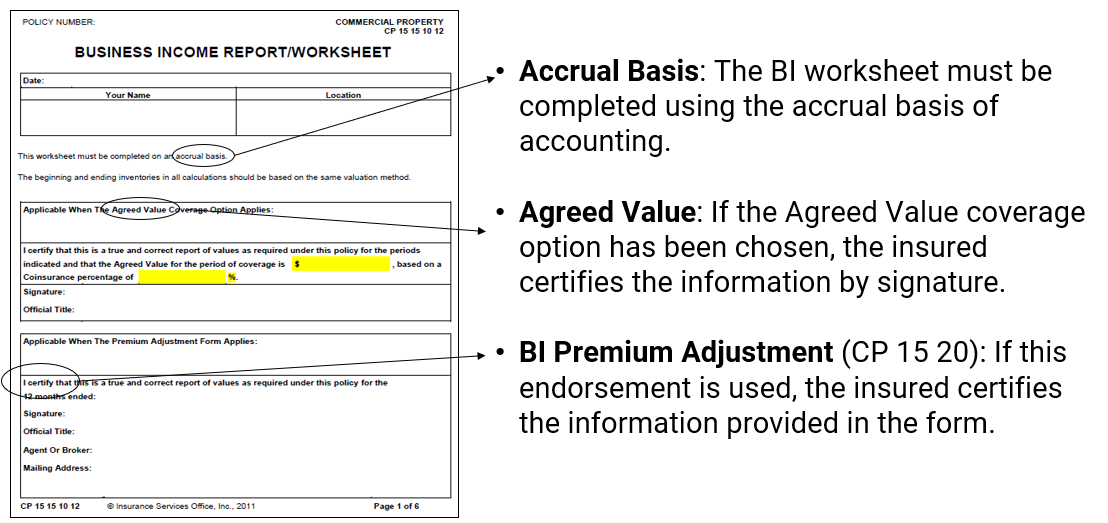 POLICY NUMBER:
COMMERCIAL PROPERTY
CP 15 15 10 12
BUSINESS INCOME REPORT/WORKSHEET
Date:
Your Name
Location
This worksheet must be completed on an accrual basis.
The beginning and ending inventories in all calculations should be based on the same valuation method.
Applicable When The Agreed Value Coverage Option Applies:
I certify that this is a true and correct report of values as required under this policy for the periods
indicated and that the Agreed Value for the period of coverage is $ , based on a
Coinsurance percentage of %.
Signature:
Official Title:
Applicable When The Premium Adjustment Form Applies:
I certify that this is a true and correct report of values as required under this policy for the
12 months ended:
Signature:
Official Title:
Agent Or Broker:
Mailing Address:
CP 15 15 10 12 © Insurance Services Office, Inc., 2011 Page 1 of 6
• Accrual Basis: The BI worksheet must be
completed using the accrual basis of
accounting.
• Agreed Value: If the Agreed Value coverage
option has been chosen, the insured
certifies the information by signature.
• BI Premium Adjustment (CP 15 20): If this
endorsement is used, the insured certifies
the information provided in the form.